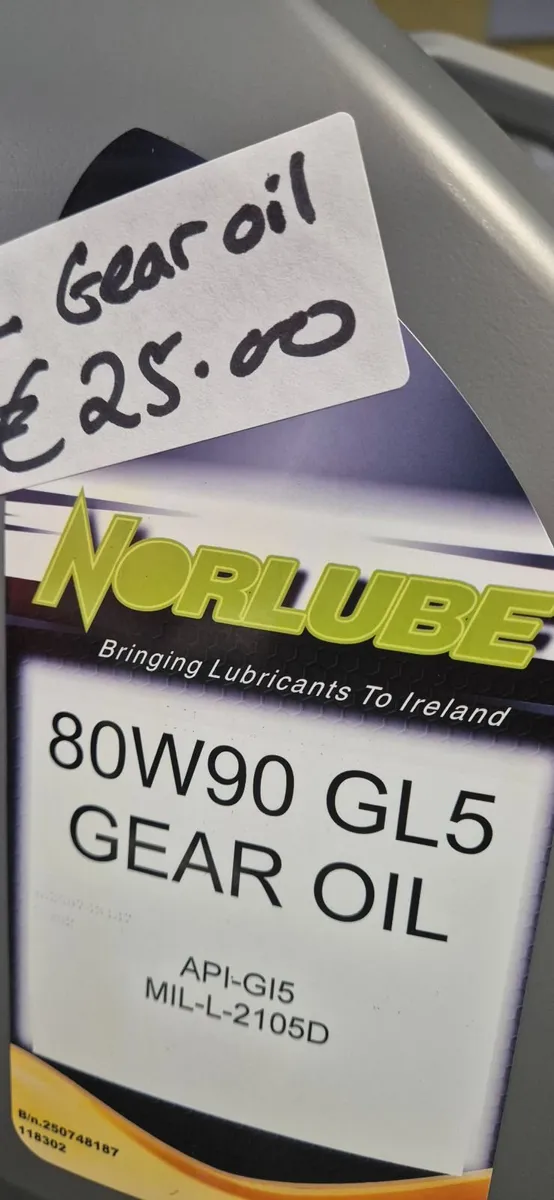 Gear oil
€25.00
NORLUBE
Bringing Lubricants To Ireland
80W90 GL5
GEAR OIL
API-Gl5
MIL-L-2105D
B/n.250748187
118302